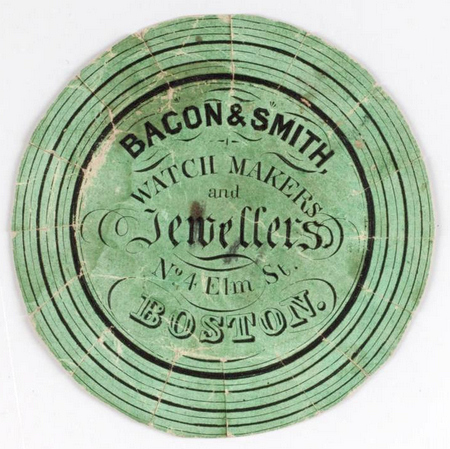 BACON & SMITH,
WATCH MAKERS
and
Jewellers
No. 4 Elm St.
BOSTON.